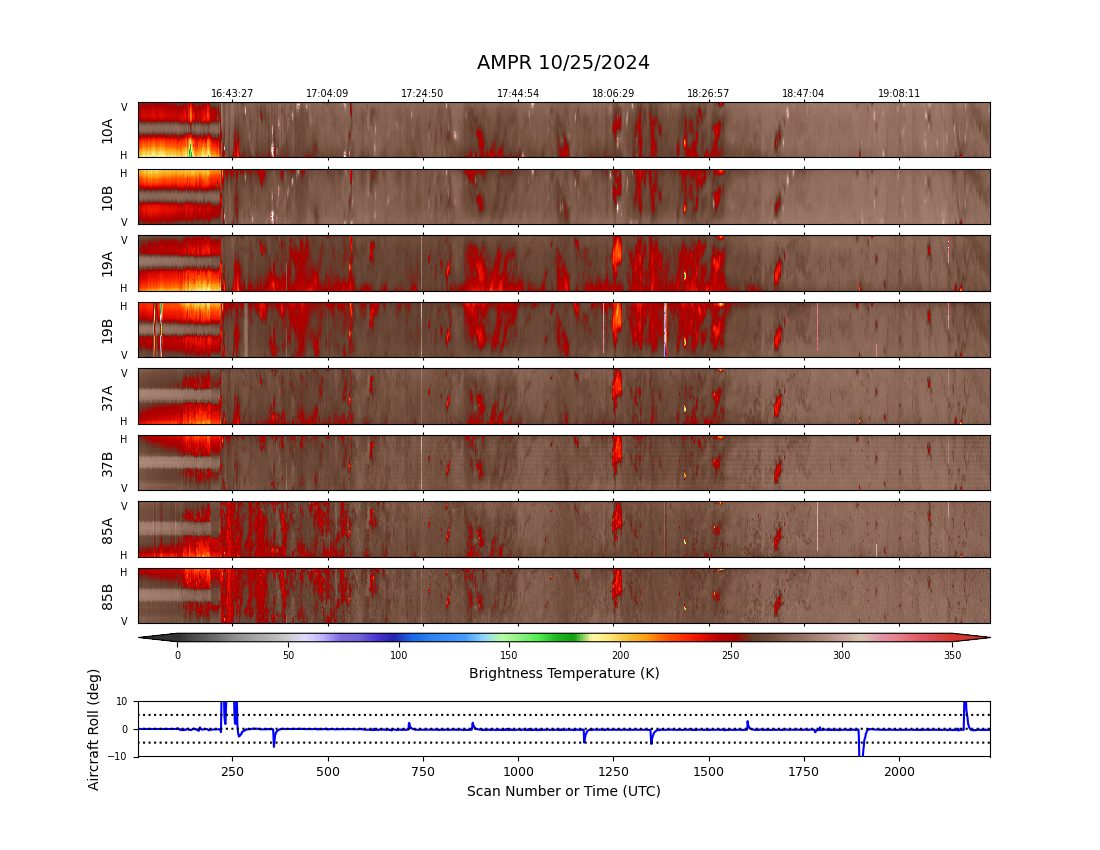 AMPR 10/25/2024
16:43:27 17:04:09 17:24:50 17:44:54 18:06:29 18:26:57 18:47:04 19:08:11
V
10A
H
H
10B
V
V
19A
H
H
19B
V
V
37A
H
H
37B
V
V
85A
H
H
85B
V
0 50 100 150 200 250 300 350
Brightness Temperature (K)
Aircraft Roll (deg)
10
0
−10
250 500 750 1000 1250 1500 1750 2000
Scan Number or Time (UTC)